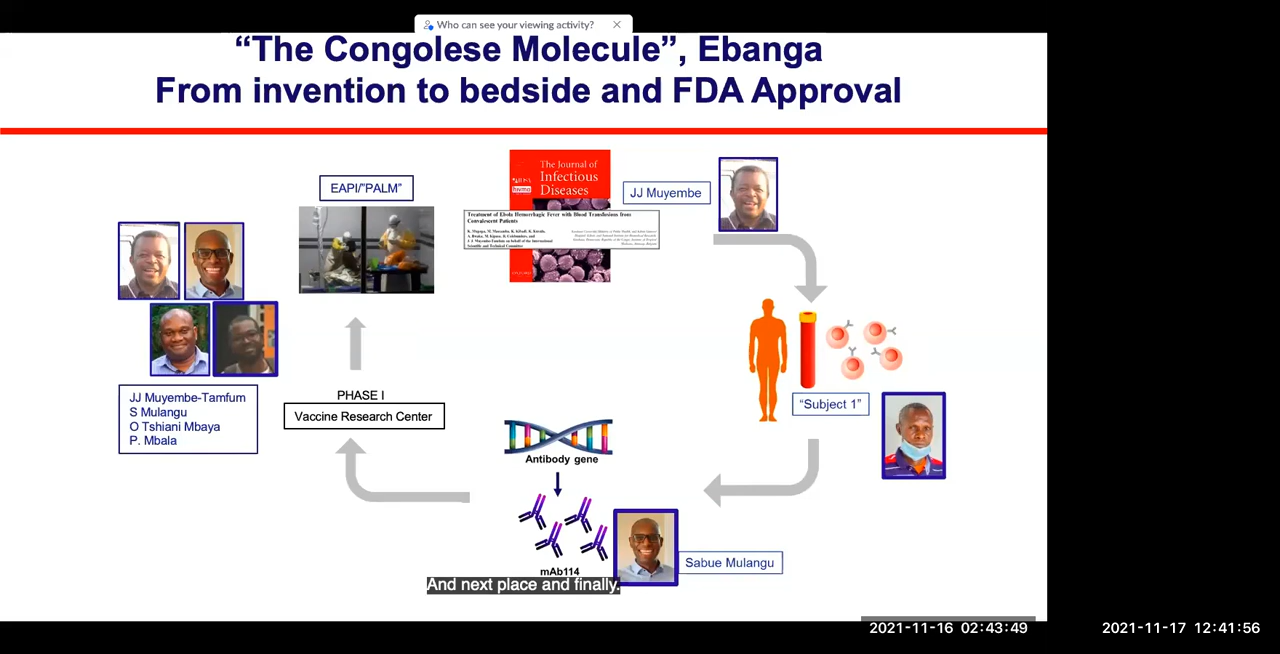 Who can see your viewing activity?
“The Congolese Molecule”, Ebanga
From invention to bedside and FDA Approval
EAPI/"PALM"
The Journal of
Infectious
Diseases
JJ Muyembe
Treatment of Ebola Hemorrhagic Fever with Blood Transfusions from
Convalescent Patients
JJ Muyembe-Tamfum
S Mulangu
O Tshiani Mbaya
P. Mbala
PHASE I
Vaccine Research Center
“Subject 1”
Antibody gene
mAb114
Sabue Mulangu
And next place and finally.
2021-11-16 02:43:49
2021-11-17 12:41:56